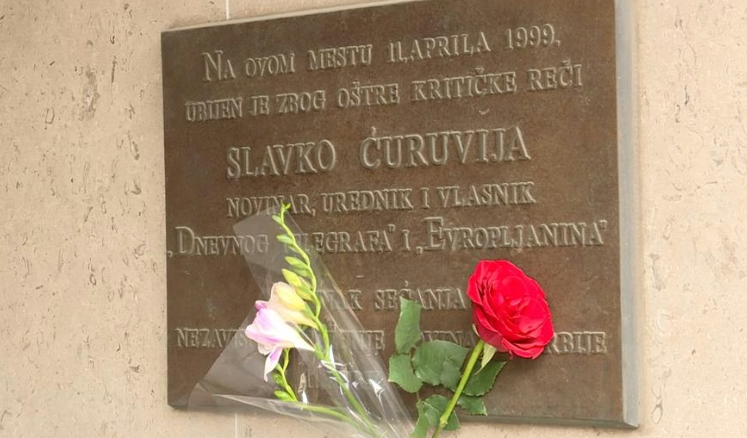 NA OVOM MESTU 11.APRILA 1999.
UBIJEN JE ZBOG OŠTRE KRITIČKE REČI
SLAVKO ĆURUVIJA
NOVINAR, UREDNIK I VLASNIK
„DNEVNOG TELEGRAFA" I „EVROPLJANINA"
SEĆANJA